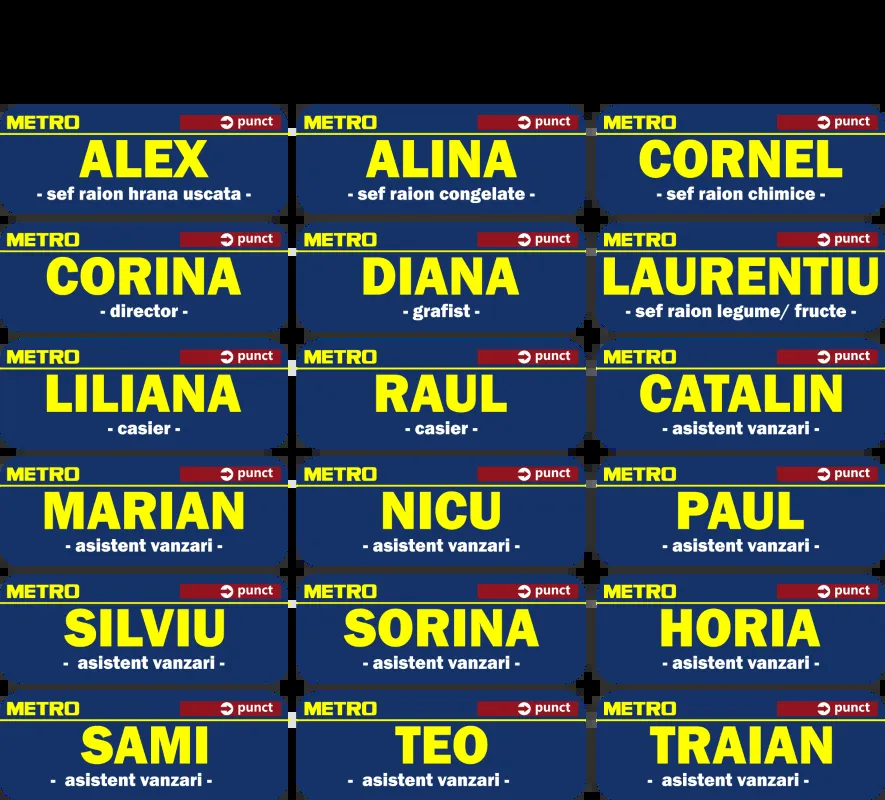 METRO punct METRO punct METRO punct
ALEX ALINA CORNEL
- sef raion hrana uscata - - sef raion congelate - - sef raion chimice -
METRO punct METRO punct METRO punct
CORINA DIANA LAURENTIU
- director - - grafist - - sef raion legume/ fructe -
METRO punct METRO punct METRO punct
LILIANA RAUL CATALIN
- casier - - casier - - asistent vanzari -
METRO punct METRO punct METRO punct
MARIAN NICU PAUL
- asistent vanzari - - asistent vanzari - - asistent vanzari -
METRO punct METRO punct METRO punct
SILVIU SORINA HORIA
- asistent vanzari - - asistent vanzari - - asistent vanzari -
METRO punct METRO punct METRO punct
SAMI TEO TRAIAN
- asistent vanzari - - asistent vanzari - - asistent vanzari -